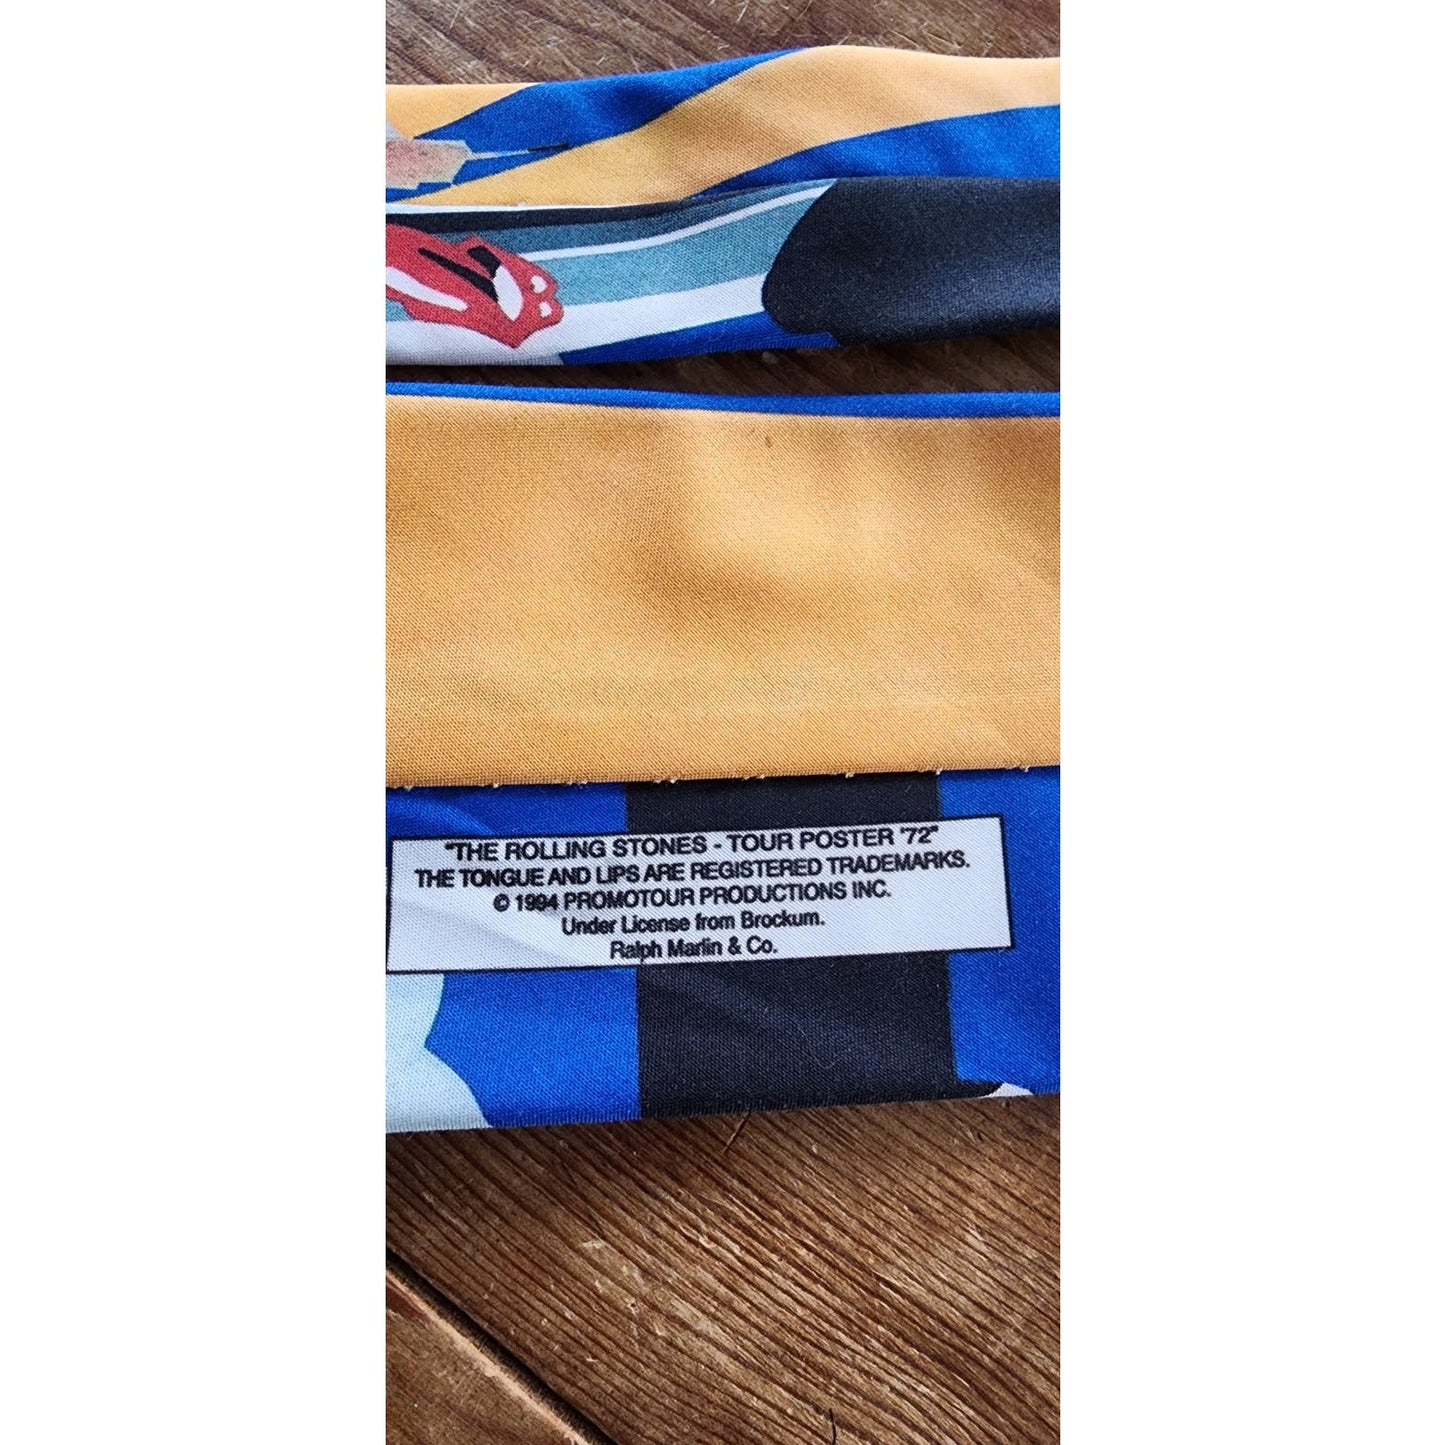 "THE ROLLING STONES - TOUR POSTER '72"
THE TONGUE AND LIPS ARE REGISTERED TRADEMARKS.
© 1994 PROMOTOUR PRODUCTIONS INC.
Under License from Brockum.
Ralph Marlin & Co.